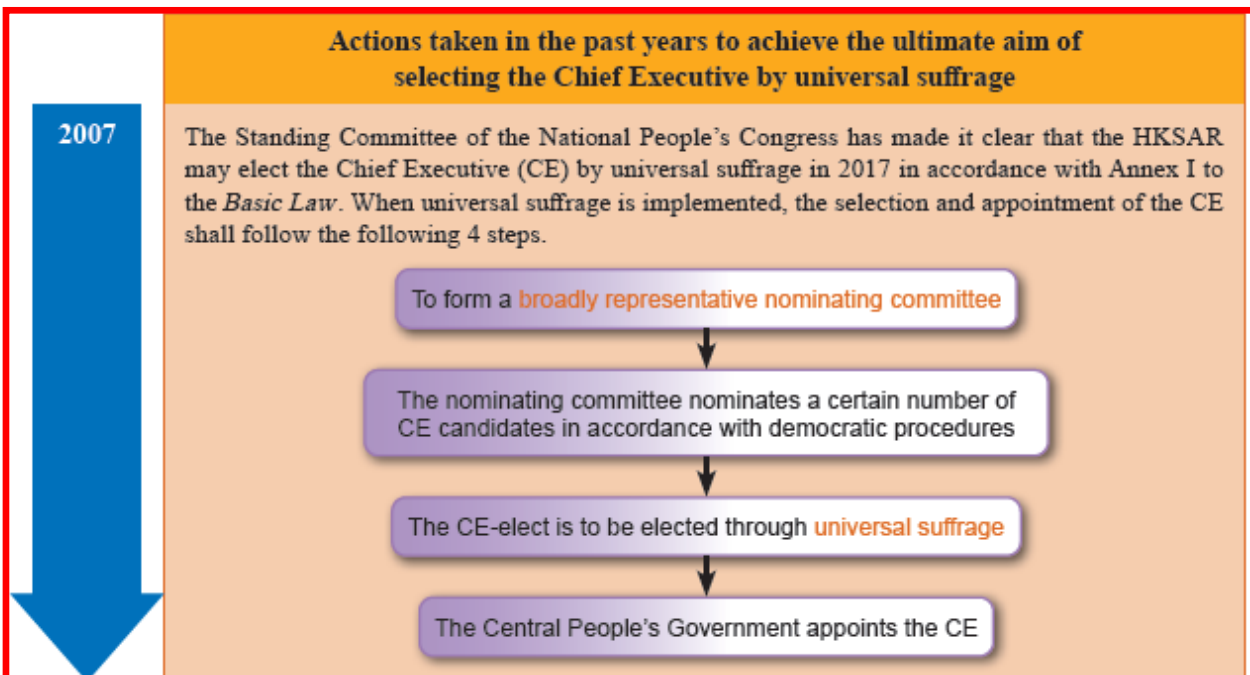 Actions taken in the past years to achieve the ultimate aim of
selecting the Chief Executive by universal suffrage
2007
The Standing Committee of the National People's Congress has made it clear that the HKSAR
may elect the Chief Executive (CE) by universal suffrage in 2017 in accordance with Annex I to
the Basic Law. When universal suffrage is implemented, the selection and appointment of the CE
shall follow the following 4 steps.
To form a broadly representative nominating committee
The nominating committee nominates a certain number of
CE candidates in accordance with democratic procedures
The CE-elect is to be elected through universal suffrage
The Central People's Government appoints the CE